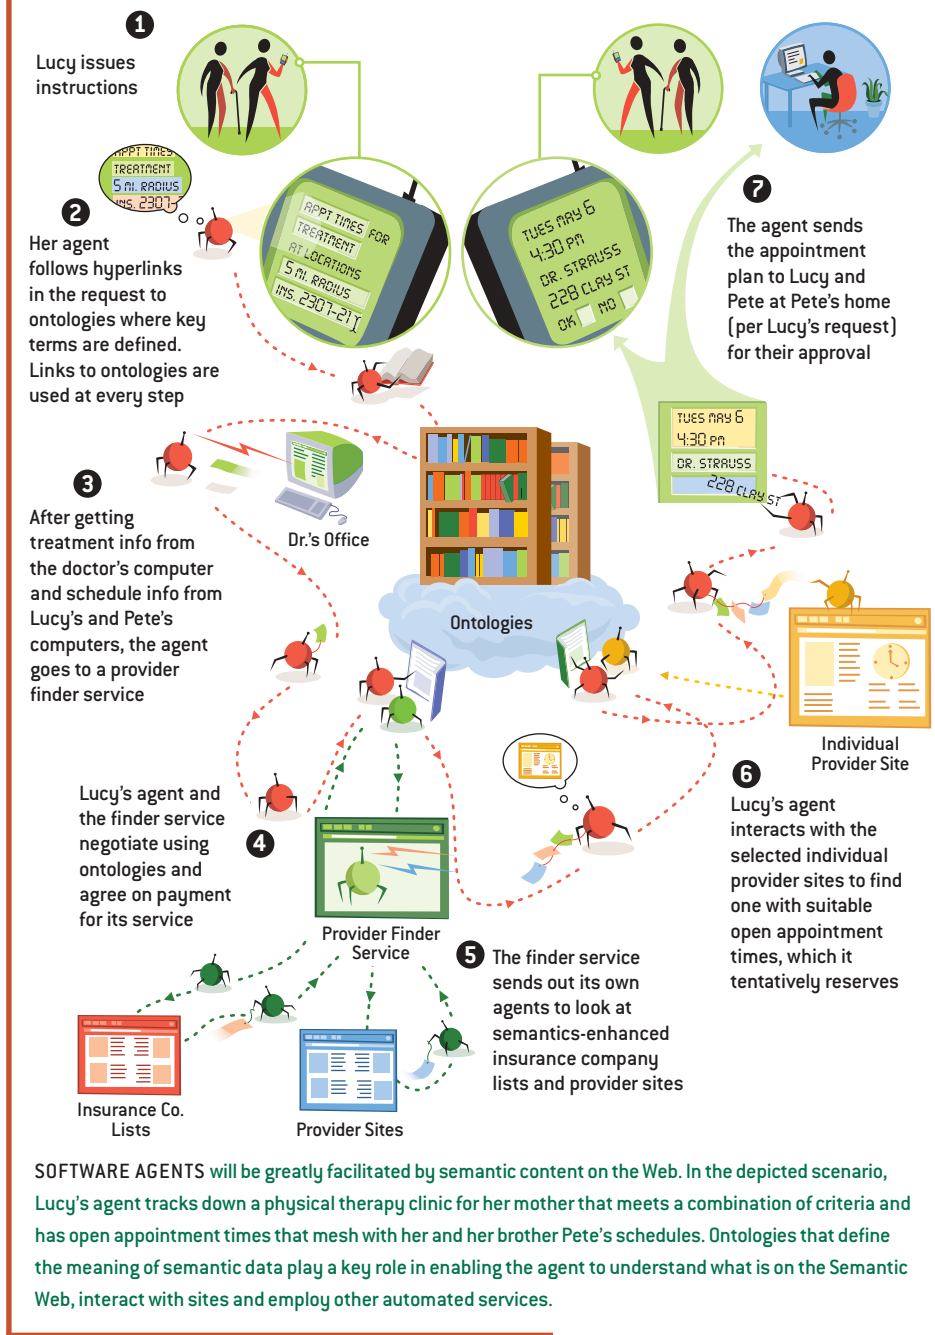 1
Lucy issues
instructions
APPT TIMES
TREATMENT
5 MI. RADIUS
INS. 2307-
2
Her agent
follows hyperlinks
in the request to
ontologies where key
terms are defined.
Links to ontologies are
used at every step
APPT TIMES FOR
TREATMENT
AT LOCATIONS
5 MI. RADIUS
INS. 2307-21
TUES MAY 6
4:30 PM
DR. STRAUSS
228 CLAY ST
OK NO
7
The agent sends
the appointment
plan to Lucy and
Pete at Pete's home
(per Lucy's request)
for their approval
TUES MAY 6
4:30 PM
DR. STRAUSS
228 CLAY ST
3
After getting
treatment info from
the doctor's computer
and schedule info from
Lucy's and Pete's
computers, the agent
goes to a provider
finder service
Dr.'s Office
Ontologies
Individual
Provider Site
6
Lucy's agent
interacts with the
selected individual
provider sites to find
one with suitable
open appointment
times, which it
tentatively reserves
Lucy's agent and
the finder service
negotiate using
ontologies and
agree on payment
for its service
4
Provider Finder
Service
5
The finder service
sends out its own
agents to look at
semantics-enhanced
insurance company
lists and provider sites
Insurance Co.
Lists
Provider Sites
SOFTWARE AGENTS will be greatly facilitated by semantic content on the Web. In the depicted scenario,
Lucy's agent tracks down a physical therapy clinic for her mother that meets a combination of criteria and
has open appointment times that mesh with her and her brother Pete's schedules. Ontologies that define
the meaning of semantic data play a key role in enabling the agent to understand what is on the Semantic
Web, interact with sites and employ other automated services.